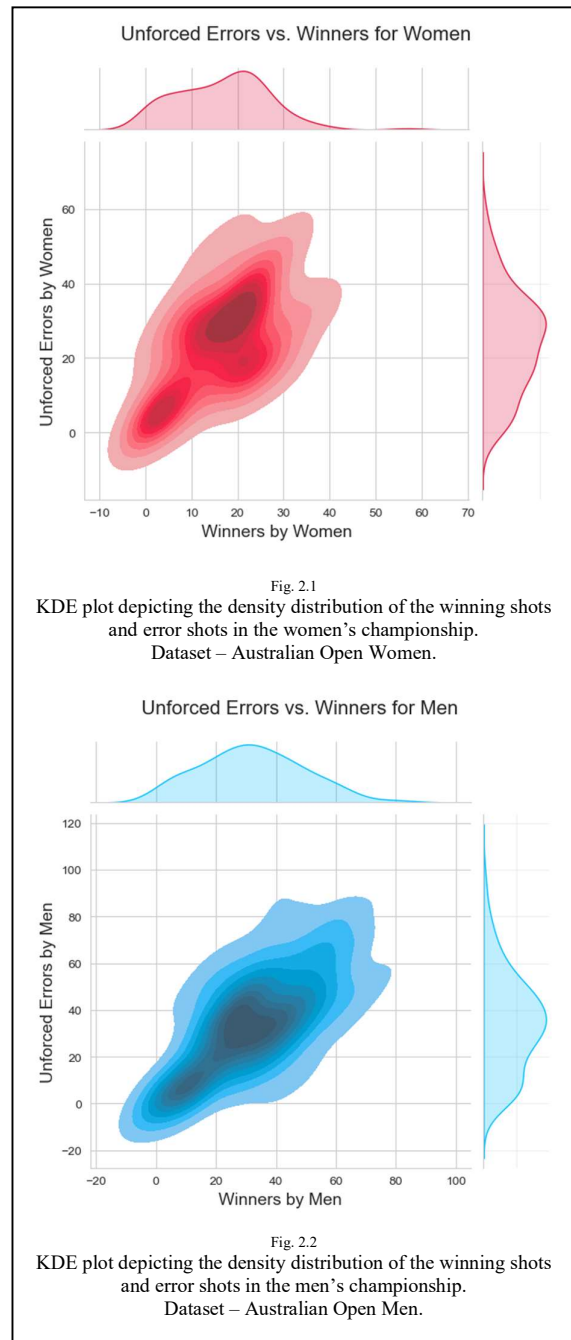 Unforced Errors vs. Winners for Women
Unforced Errors by Women
60
40
20
0
−10 0 10 20 30 40 50 60 70
Winners by Women
Fig. 2.1
KDE plot depicting the density distribution of the winning shots
and error shots in the women’s championship.
Dataset – Australian Open Women.
Unforced Errors vs. Winners for Men
Unforced Errors by Men
120
100
80
60
40
20
0
−20
−20 0 20 40 60 80 100
Winners by Men
Fig. 2.2
KDE plot depicting the density distribution of the winning shots
and error shots in the men’s championship.
Dataset – Australian Open Men.